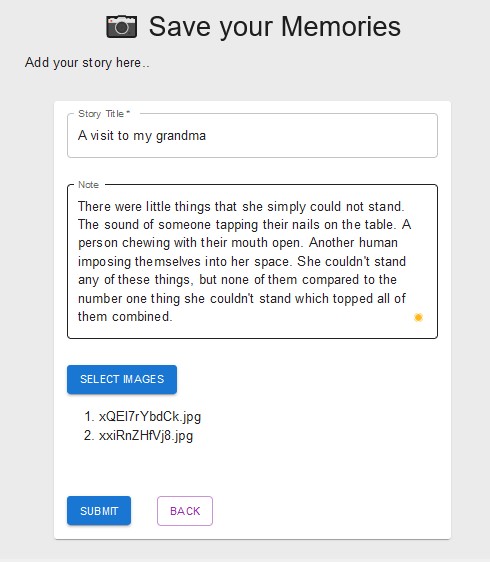 Save your Memories
Add your story here..
Story Title *
A visit to my grandma
Note
There were little things that she simply could not stand.
The sound of someone tapping their nails on the table. A
person chewing with their mouth open. Another human
imposing themselves into her space. She couldn't stand
any of these things, but none of them compared to the
number one thing she couldn't stand which topped all of
them combined.
SELECT IMAGES
1. xQEl7rYbdCk.jpg
2. xxiRnZHfVj8.jpg
SUBMIT
BACK